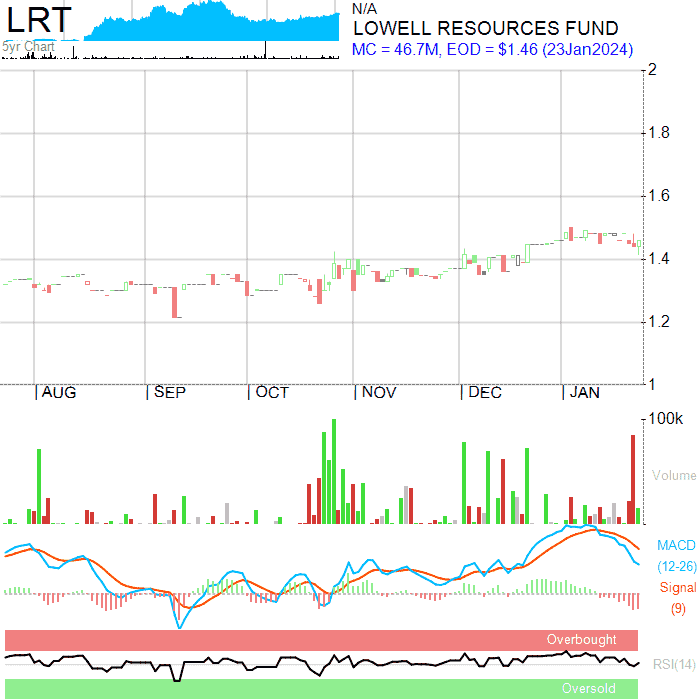 LRT
5yr Chart
N/A
LOWELL RESOURCES FUND
MC = 46.7M, EOD = $1.46 (23Jan2024)
2
1.8
1.6
1.4
1.2
1
AUG SEP OCT NOV DEC JAN
100k
Volume
MACD
(12-26)
Signal
(9)
Overbought
RSI(14)
Oversold